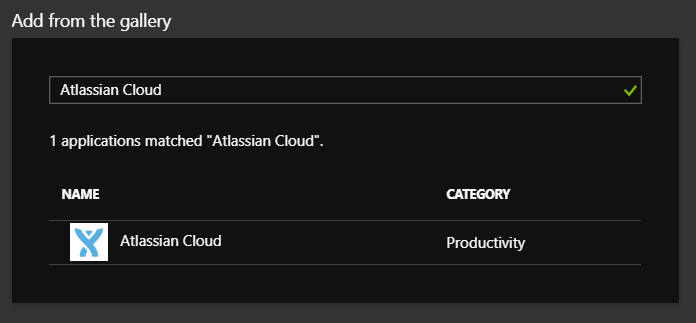 Add from the gallery
Atlassian Cloud
1 applications matched "Atlassian Cloud".
NAME CATEGORY
Atlassian Cloud Productivity